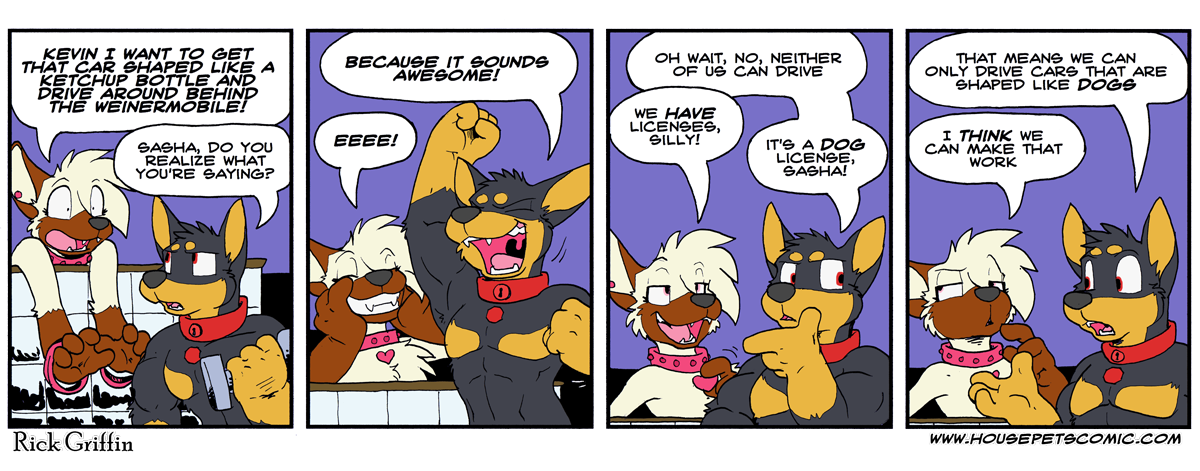 KEVIN I WANT TO GET
THAT CAR SHAPED LIKE A
KETCHUP BOTTLE AND
DRIVE AROUND BEHIND
THE WEINERMOBILE!
SASHA, DO YOU
REALIZE WHAT
YOU'RE SAYING?
BECAUSE IT SOUNDS
AWESOME!
EEEE!
OH WAIT, NO, NEITHER
OF US CAN DRIVE
WE HAVE
LICENSES,
SILLY!
IT'S A DOG
LICENSE,
SASHA!
THAT MEANS WE CAN
ONLY DRIVE CARS THAT ARE
SHAPED LIKE DOGS
I THINK WE
CAN MAKE THAT
WORK
Rick Griffin
WWW.HOUSEPETSCOMIC.COM